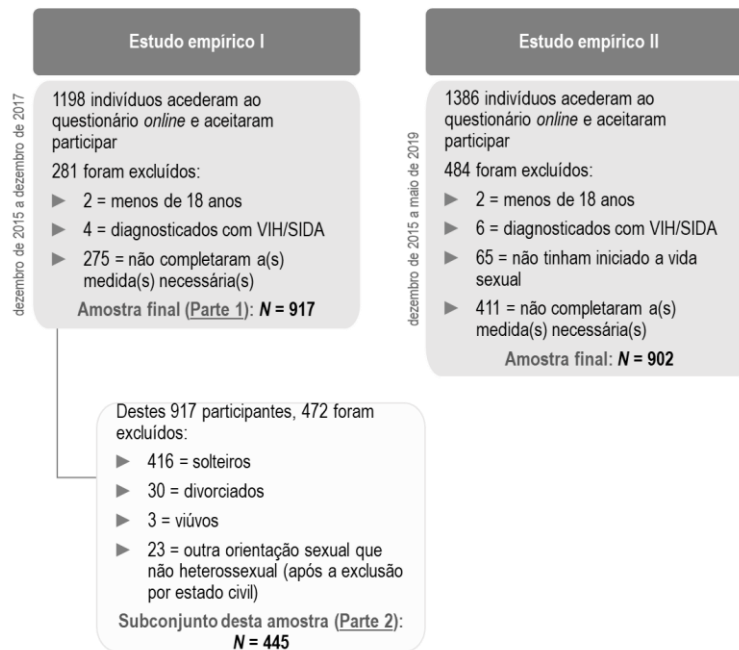 Estudo empírico I
dezembro de 2015 a dezembro de 2017
1198 indivíduos acederam ao
questionário online e aceitaram
participar
281 foram excluídos:
► 2 = menos de 18 anos
► 4 = diagnosticados com VIH/SIDA
► 275 = não completaram a(s)
medida(s) necessária(s)
Amostra final (Parte 1): N = 917
Destes 917 participantes, 472 foram
excluídos:
► 416 = solteiros
► 30 = divorciados
► 3 = viúvos
► 23 = outra orientação sexual que
não heterossexual (após a exclusão
por estado civil)
Subconjunto desta amostra (Parte 2):
N = 445
Estudo empírico II
dezembro de 2015 a maio de 2019
1386 indivíduos acederam ao
questionário online e aceitaram
participar
484 foram excluídos:
► 2 = menos de 18 anos
► 6 = diagnosticados com VIH/SIDA
► 65 = não tinham iniciado a vida
sexual
► 411 = não completaram a(s)
medida(s) necessária(s)
Amostra final: N = 902